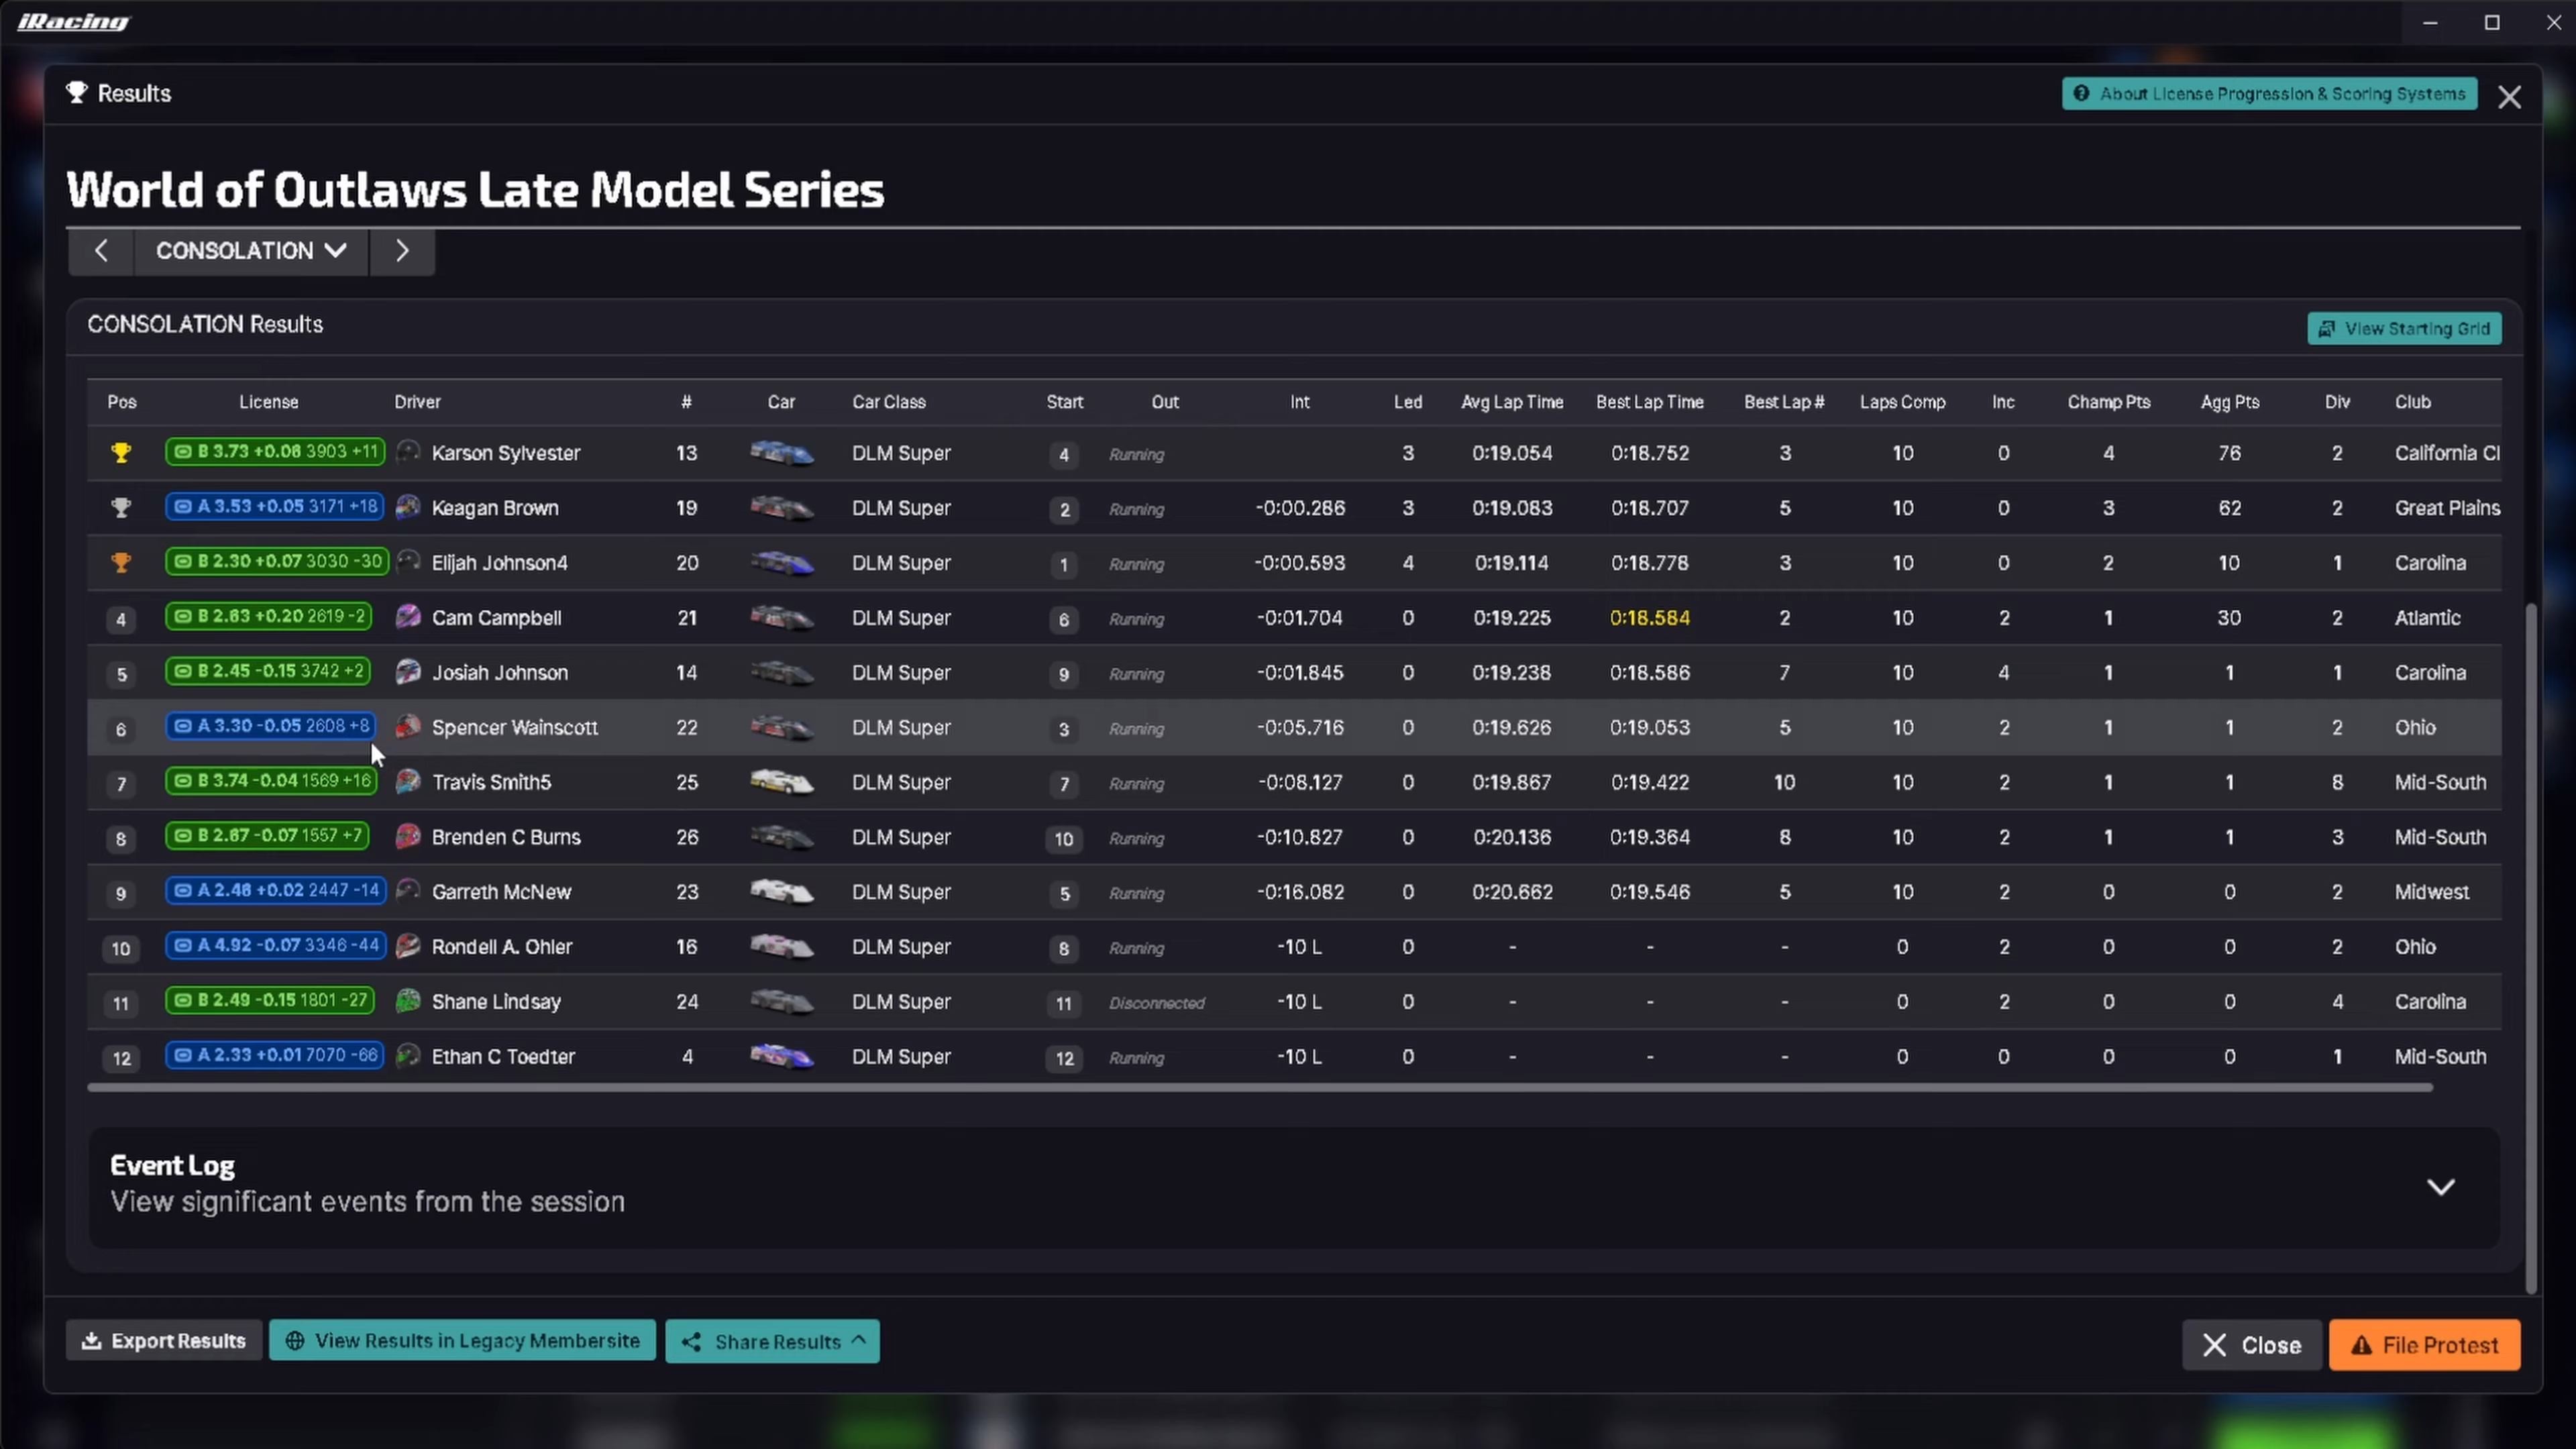 iRacing
Results
About License Progression & Scoring Systems
World of Outlaws Late Model Series
CONSOLATION
CONSOLATION Results
View Starting Grid
Pos License Driver # Car Car Class Start Out Int Led Avg Lap Time Best Lap Time Best Lap # Laps Comp Inc Champ Pts Agg Pts Div Club
B 3.73 +0.06 3903 +11 Karson Sylvester 13 DLM Super 4 Running 3 0:19.054 0:18.752 3 10 0 4 76 2 California Cl
A 3.53 +0.05 3171 +18 Keagan Brown 19 DLM Super 2 Running -0:00.286 3 0:19.083 0:18.707 5 10 0 3 62 2 Great Plains
B 2.30 +0.07 3030 -30 Elijah Johnson4 20 DLM Super 1 Running -0:00.593 4 0:19.114 0:18.778 3 10 0 2 10 1 Carolina
4 B 2.63 +0.20 2619 -2 Cam Campbell 21 DLM Super 6 Running -0:01.704 0 0:19.225 0:18.584 2 10 2 1 30 2 Atlantic
5 B 2.45 -0.15 3742 +2 Josiah Johnson 14 DLM Super 9 Running -0:01.845 0 0:19.238 0:18.586 7 10 4 1 1 1 Carolina
6 A 3.30 -0.05 2608 +8 Spencer Wainscott 22 DLM Super 3 Running -0:05.716 0 0:19.626 0:19.053 5 10 2 1 1 2 Ohio
7 B 3.74 -0.04 1569 +16 Travis Smith5 25 DLM Super 7 Running -0:08.127 0 0:19.867 0:19.422 10 10 2 1 1 8 Mid-South
8 B 2.67 -0.07 1557 +7 Brenden C Burns 26 DLM Super 10 Running -0:10.827 0 0:20.136 0:19.364 8 10 2 1 1 3 Mid-South
9 A 2.46 +0.02 2447 -14 Garreth McNew 23 DLM Super 5 Running -0:16.082 0 0:20.662 0:19.546 5 10 2 0 0 2 Midwest
10 A 4.92 -0.07 3346 -44 Rondell A. Ohler 16 DLM Super 8 Running -10 L 0 - - - 0 2 0 0 2 Ohio
11 B 2.49 -0.15 1801 -27 Shane Lindsay 24 DLM Super 11 Disconnected -10 L 0 - - - 0 2 0 0 4 Carolina
12 A 2.33 +0.01 7070 -66 Ethan C Toedter 4 DLM Super 12 Running -10 L 0 - - - 0 0 0 0 1 Mid-South
Event Log
View significant events from the session
Export Results
View Results in Legacy Membersite
Share Results
Close
File Protest